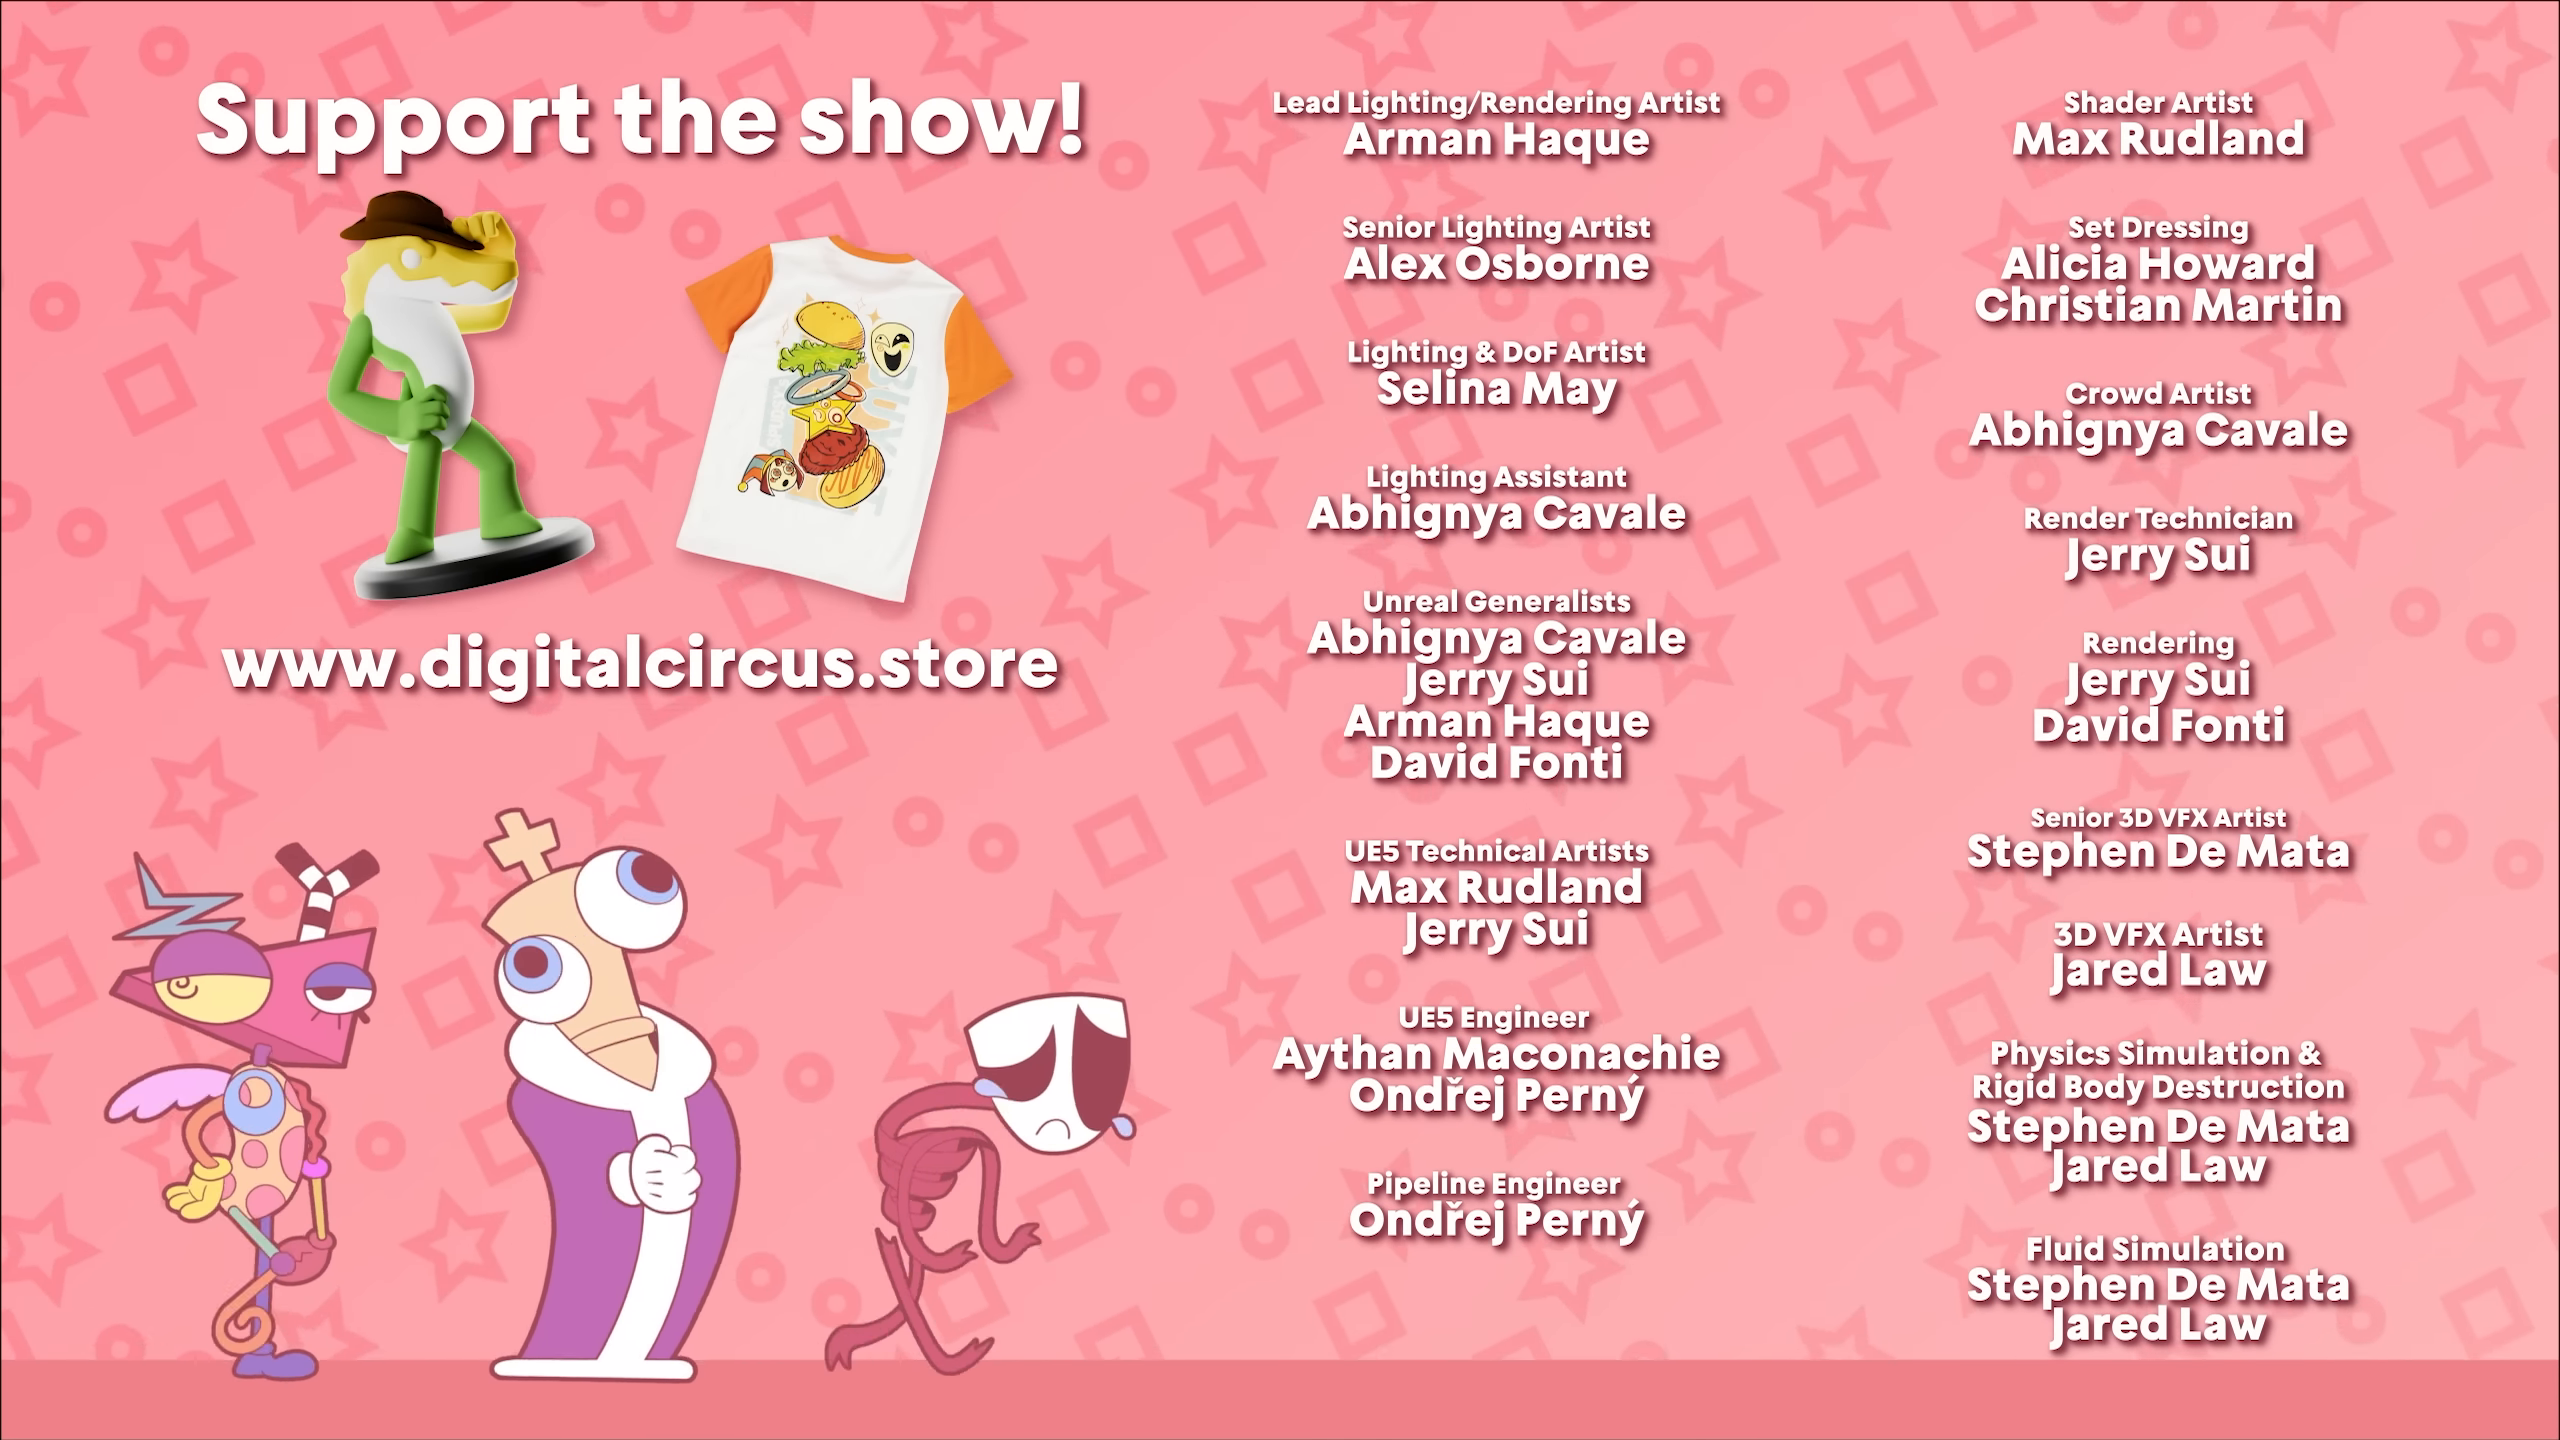 Support the show!
www.digitalcircus.store
Lead Lighting/Rendering Artist
Arman Haque
Senior Lighting Artist
Alex Osborne
Lighting & DoF Artist
Selina May
Lighting Assistant
Abhignya Cavale
Unreal Generalists
Abhignya Cavale
Jerry Sui
Arman Haque
David Fonti
UE5 Technical Artists
Max Rudland
Jerry Sui
UE5 Engineer
Aythan Maconachie
Ondřej Perný
Pipeline Engineer
Ondřej Perný
Shader Artist
Max Rudland
Set Dressing
Alicia Howard
Christian Martin
Crowd Artist
Abhignya Cavale
Render Technician
Jerry Sui
Rendering
Jerry Sui
David Fonti
Senior 3D VFX Artist
Stephen De Mata
3D VFX Artist
Jared Law
Physics Simulation &
Rigid Body Destruction
Stephen De Mata
Jared Law
Fluid Simulation
Stephen De Mata
Jared Law